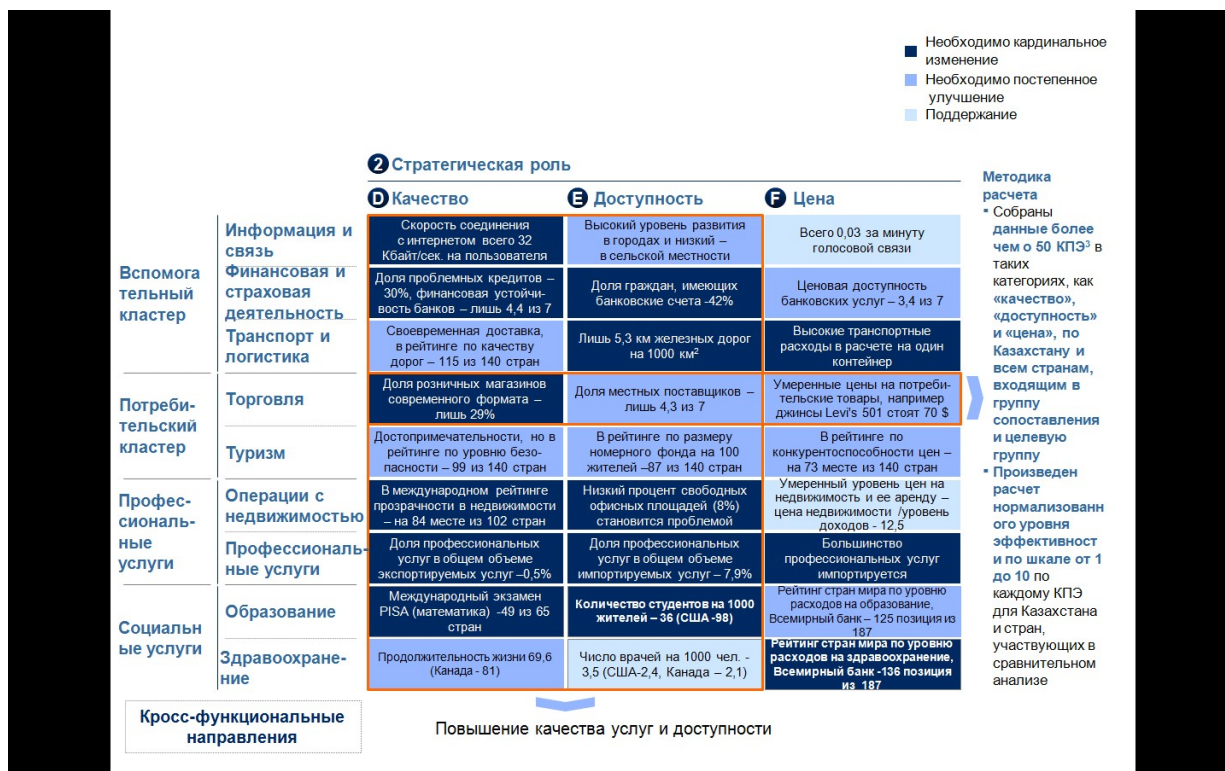 Необходимо кардинальное
изменение
Необходимо постепенное
улучшение
Поддержание
2 Стратегическая роль
D Качество
E Доступность
F Цена
Вспомога
тельный
кластер
Информация и
связь
Скорость соединения
с интернетом всего 32
Кбайт/сек. на пользователя
Высокий уровень развития
в городах и низкий –
в сельской местности
Всего 0,03 за минуту
голосовой связи
Финансовая и
страховая
деятельность
Доля проблемных кредитов –
30%, финансовая устойчи-
вость банков – лишь 4,4 из 7
Доля граждан, имеющих
банковские счета -42%
Ценовая доступность
банковских услуг – 3,4 из 7
Транспорт и
логистика
Своевременная доставка,
в рейтинге по качеству
дорог – 115 из 140 стран
Лишь 5,3 км железных дорог
на 1000 км²
Высокие транспортные
расходы в расчете на один
контейнер
Потреби-
тельский
кластер
Торговля
Доля розничных магазинов
современного формата –
лишь 29%
Доля местных поставщиков –
лишь 4,3 из 7
Умеренные цены на потреби-
тельские товары, например
джинсы Levi's 501 стоят 70 $
Туризм
Достопримечательности, но в
рейтинге по уровню безо-
пасности – 99 из 140 стран
В рейтинге по размеру
номерного фонда на 100
жителей –87 из 140 стран
В рейтинге по
конкурентоспособности цен –
на 73 месте из 140 стран
Профес-
сиональ-
ные
услуги
Операции с
недвижимостью
В международном рейтинге
прозрачности в недвижимости
– на 84 месте из 102 стран
Низкий процент свободных
офисных площадей (8%)
становится проблемой
Умеренный уровень цен на
недвижимость и ее аренду –
цена недвижимости /уровень
доходов - 12,5
Профессиональ-
ные услуги
Доля профессиональных
услуг в общем объеме
экспортируемых услуг –0,5%
Доля профессиональных
услуг в общем объеме
импортируемых услуг – 7,9%
Большинство
профессиональных услуг
импортируется
Социальн
ые услуги
Образование
Международный экзамен
PISA (математика) -49 из 65
стран
Количество студентов на 1000
жителей – 36 (США -98)
Рейтинг стран мира по уровню
расходов на образование,
Всемирный банк – 125 позиция из
187
Здравоохране-
ние
Продолжительность жизни 69,6
(Канада - 81)
Число врачей на 1000 чел. -
3,5 (США-2,4, Канада – 2,1)
Рейтинг стран мира по уровню
расходов на здравоохранение,
Всемирный банк -136 позиция
из 187
Методика
расчета
▪ Собраны
данные более
чем о 50 КПЭ³ в
таких
категориях, как
«качество»,
«доступность»
и «цена», по
Казахстану и
всем странам,
входящим в
группу
сопоставления
и целевую
группу
▪ Произведен
расчет
нормализованн
ого уровня
эффективност
и по шкале от 1
до 10 по
каждому КПЭ
для Казахстана
и стран,
участвующих в
сравнительном
анализе
Кросс-функциональные
направления
Повышение качества услуг и доступности